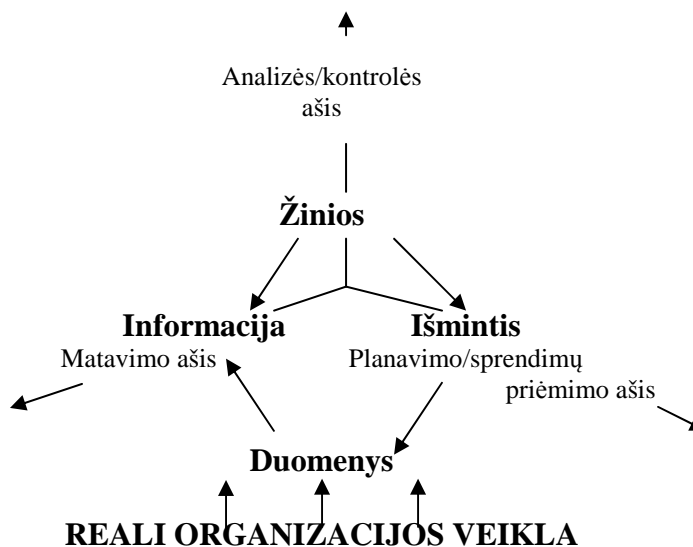 Analizės/kontrolės
ašis
Žinios
Informacija
Išmintis
Matavimo ašis
Planavimo/sprendimų
priėmimo ašis
Duomenys
REALI ORGANIZACIJOS VEIKLA